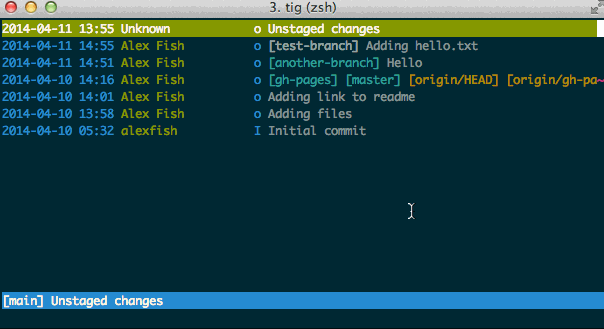 3. tig (zsh)
2014-04-11 13:55 Unknown o Unstaged changes
2014-04-11 14:55 Alex Fish o [test-branch] Adding hello.txt
2014-04-11 14:51 Alex Fish o [another-branch] Hello
2014-04-10 14:16 Alex Fish o [gh-pages] [master] [origin/HEAD] [origin/gh-pa~
2014-04-10 14:01 Alex Fish o Adding link to readme
2014-04-10 13:58 Alex Fish o Adding files
2014-04-10 05:32 alexfish I Initial commit
[main] Unstaged changes